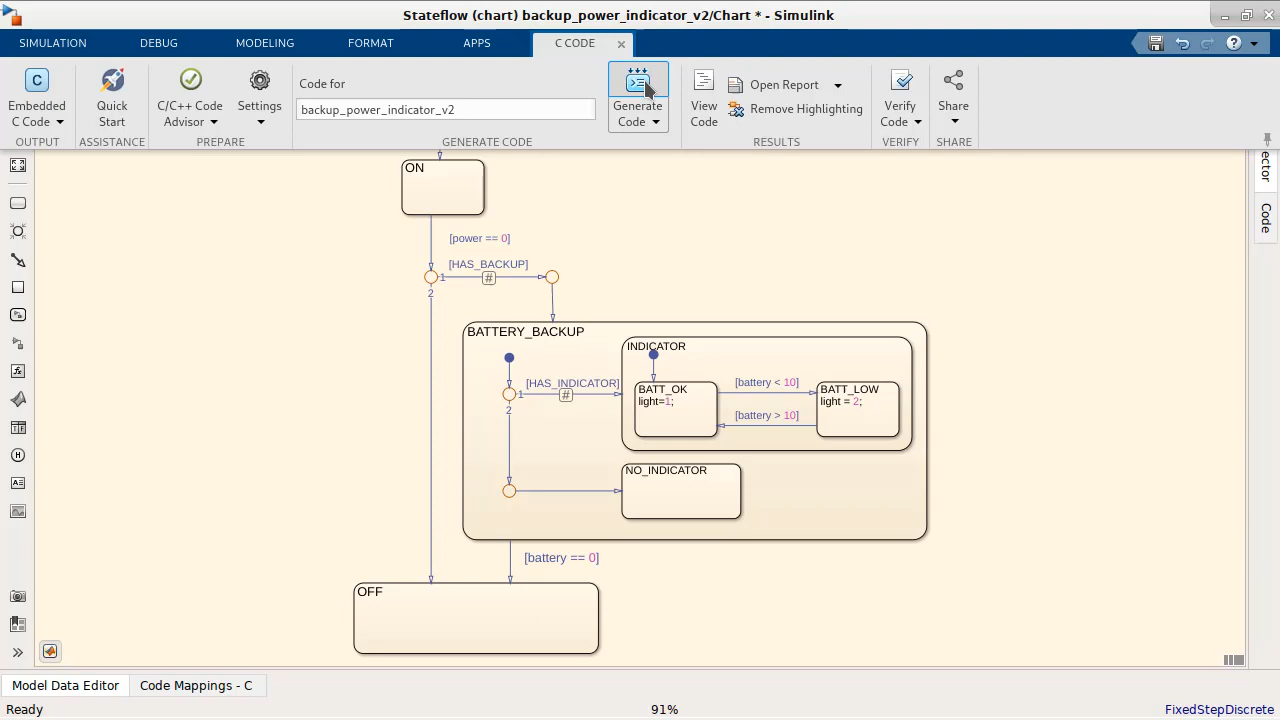 Stateflow (chart) backup_power_indicator_v2/Chart * - Simulink
SIMULATION DEBUG MODELING FORMAT APPS C CODE
Embedded C Code
OUTPUT
Quick Start
ASSISTANCE
C/C++ Code Advisor
Settings
PREPARE
Code for
backup_power_indicator_v2
Generate Code
GENERATE CODE
View Code
Open Report
Remove Highlighting
RESULTS
Verify Code
VERIFY
Share
SHARE
ector
Code
ON
[power == 0]
[HAS_BACKUP]
1
#
2
BATTERY_BACKUP
INDICATOR
[HAS_INDICATOR]
1
#
2
BATT_OK
light=1;
[battery < 10]
[battery > 10]
BATT_LOW
light = 2;
NO_INDICATOR
[battery == 0]
OFF
Model Data Editor
Code Mappings - C
Ready
91%
FixedStepDiscrete